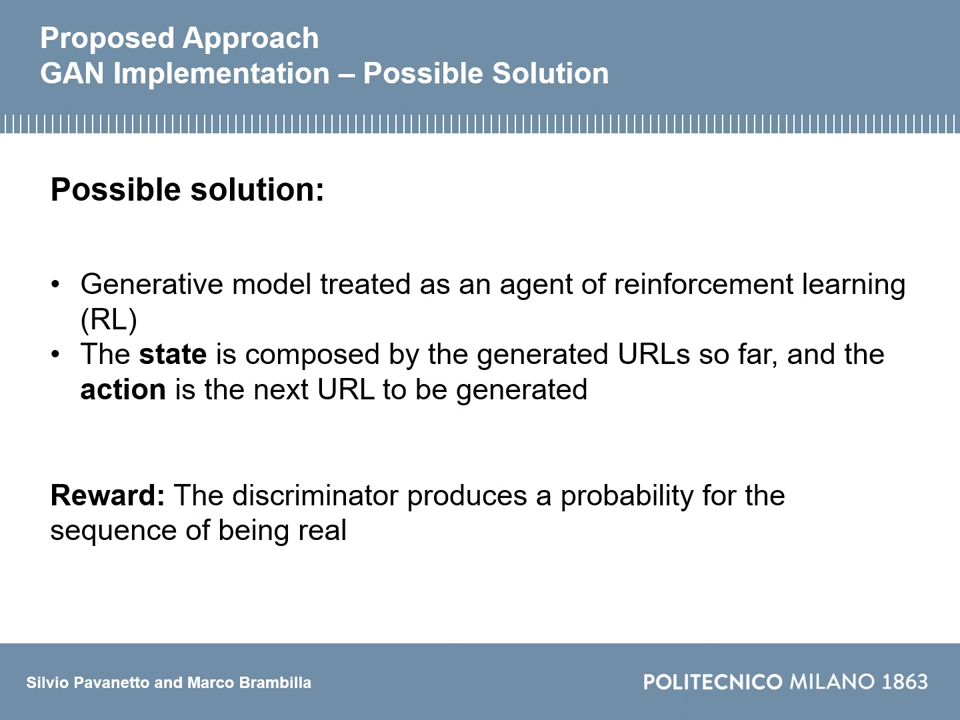 Proposed Approach
GAN Implementation – Possible Solution
Possible solution:
• Generative model treated as an agent of reinforcement learning
(RL)
• The state is composed by the generated URLs so far, and the
action is the next URL to be generated
Reward: The discriminator produces a probability for the
sequence of being real
Silvio Pavanetto and Marco Brambilla
POLITECNICO MILANO 1863